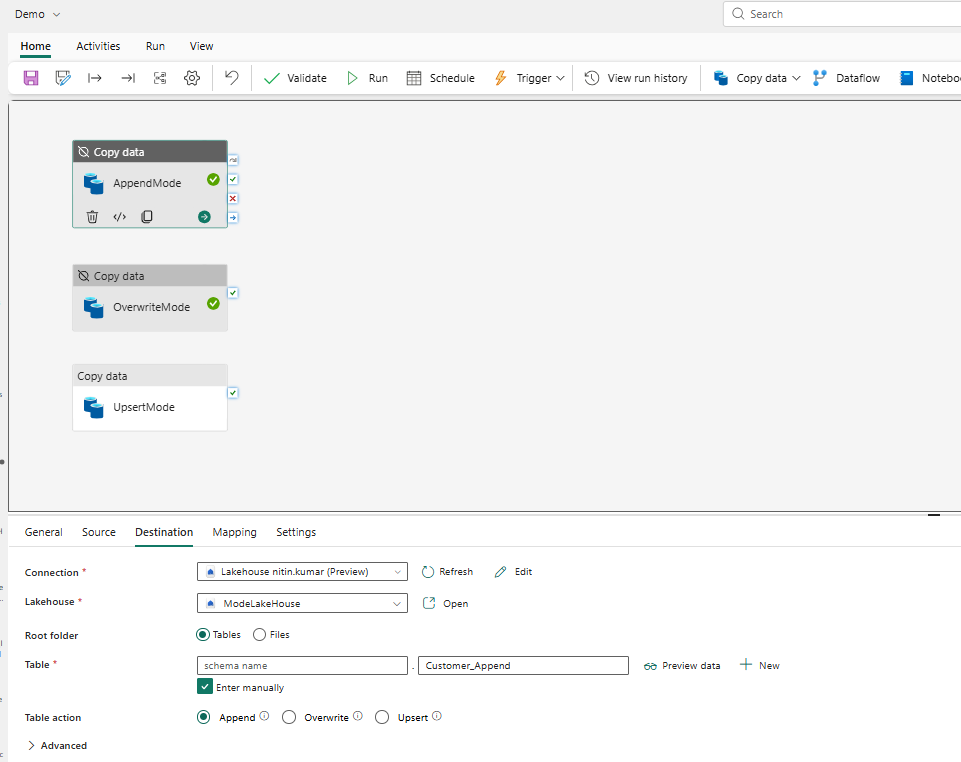 Demo
Search
Home Activities Run View
Validate Run Schedule Trigger View run history Copy data Dataflow
Copy data
AppendMode
Copy data
OverwriteMode
Copy data
UpsertMode
General Source Destination Mapping Settings
Connection * Lakehouse nitin.kumar (Preview) Refresh Edit
Lakehouse * ModeLakeHouse Open
Root folder Tables Files
Table * schema name . Customer_Append Preview data New
Enter manually
Table action Append Overwrite Upsert
Advanced